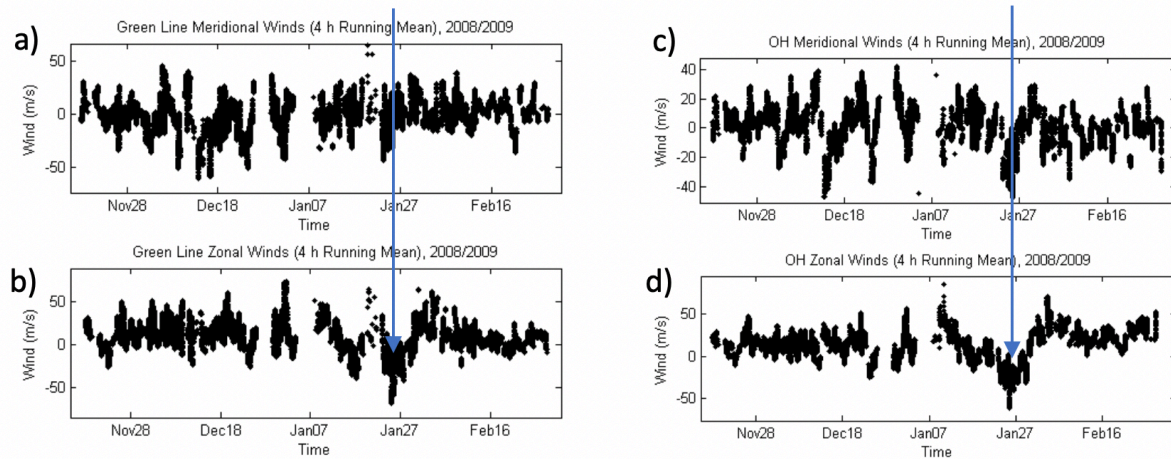 a)
Green Line Meridional Winds (4 h Running Mean), 2008/2009
Wind (m/s)
50
0
-50
Nov28 Dec18 Jan07 Jan27 Feb16
Time
b)
Green Line Zonal Winds (4 h Running Mean), 2008/2009
Wind (m/s)
50
0
-50
Nov28 Dec18 Jan07 Jan27 Feb16
Time
c)
OH Meridional Winds (4 h Running Mean), 2008/2009
Wind (m/s)
40
20
0
-20
-40
Nov28 Dec18 Jan07 Jan27 Feb16
Time
d)
OH Zonal Winds (4 h Running Mean), 2008/2009
Wind (m/s)
50
0
-50
Nov28 Dec18 Jan07 Jan27 Feb16
Time